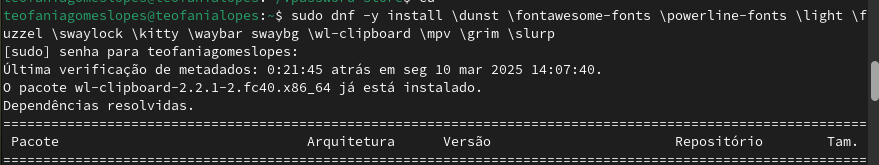 teofaniagomeslopes@teofanialopes:~$ sudo dnf -y install \dunst \fontawesome-fonts \powerline-fonts \light \f
uzzel \swaylock \kitty \waybar swaybg \wl-clipboard \mpv \grim \slurp
[sudo] senha para teofaniagomeslopes:
Última verificação de metadados: 0:21:45 atrás em seg 10 mar 2025 14:07:40.
O pacote wl-clipboard-2.2.1-2.fc40.x86_64 já está instalado.
Dependências resolvidas.
Pacote Arquitetura Versão Repositório Tam.